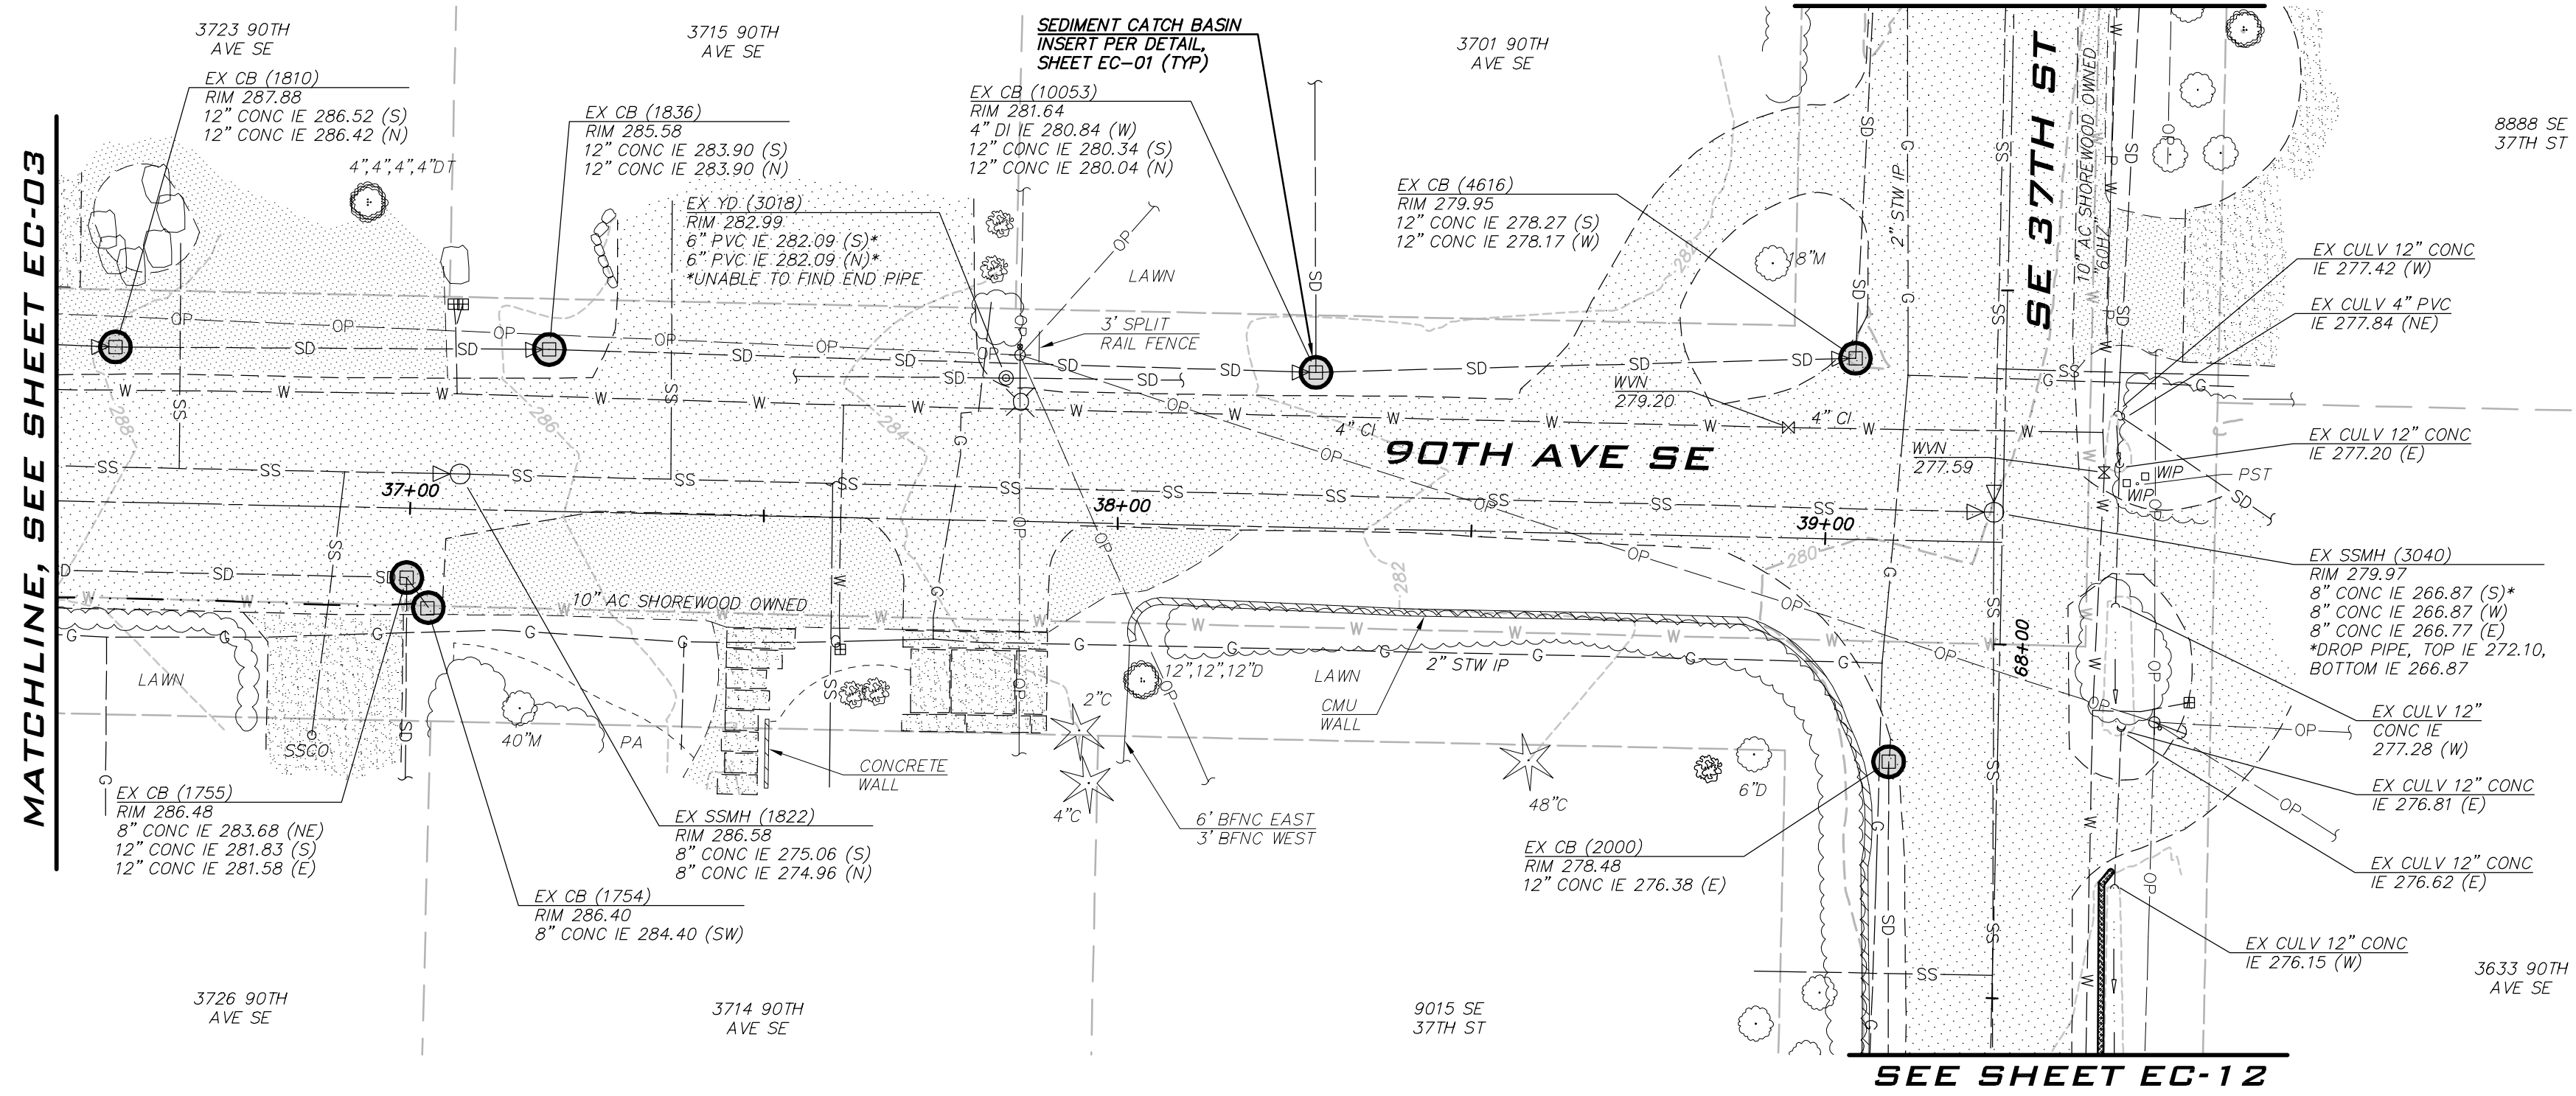 3723 90TH
AVE SE
3715 90TH
AVE SE
SEDIMENT CATCH BASIN
INSERT PER DETAIL,
SHEET EC-01 (TYP)
3701 90TH
AVE SE
8888 SE
37TH ST
EX CB (1810)
RIM 287.88
12" CONC IE 286.52 (S)
12" CONC IE 286.42 (N)
4",4",4",4"DT
EX CB (1836)
RIM 285.58
12" CONC IE 283.90 (S)
12" CONC IE 283.90 (N)
EX YD (3018)
RIM 282.99
6" PVC IE 282.09 (S)*
6" PVC IE 282.09 (N)*
*UNABLE TO FIND END PIPE
EX CB (10053)
RIM 281.64
4" DI IE 280.84 (W)
12" CONC IE 280.34 (S)
12" CONC IE 280.04 (N)
LAWN
3' SPLIT
RAIL FENCE
EX CB (4616)
RIM 279.95
12" CONC IE 278.27 (S)
12" CONC IE 278.17 (W)
18"M
2" STW IP
SE 37TH ST
10" AC SHOREWOOD OWNED
"60HZ"
EX CULV 12" CONC
IE 277.42 (W)
EX CULV 4" PVC
IE 277.84 (NE)
EX CULV 12" CONC
IE 277.20 (E)
WIP
PST
WIP
MATCHLINE, SEE SHEET EC-03
288
286
284
282
WVN
279.20
4" CI
4" CI
90TH AVE SE
WVN
277.59
37+00
38+00
39+00
280
282
68+00
10" AC SHOREWOOD OWNED
2" STW IP
LAWN
SSCO
40"M
PA
CONCRETE
WALL
2"C
4"C
12",12",12"D
LAWN
CMU
WALL
48"C
6"D
6' BFNC EAST
3' BFNC WEST
EX SSMH (3040)
RIM 279.97
8" CONC IE 266.87 (S)*
8" CONC IE 266.87 (W)
8" CONC IE 266.77 (E)
*DROP PIPE, TOP IE 272.10,
BOTTOM IE 266.87
EX CULV 12"
CONC IE
277.28 (W)
EX CULV 12" CONC
IE 276.81 (E)
EX CULV 12" CONC
IE 276.62 (E)
EX CULV 12" CONC
IE 276.15 (W)
EX CB (1755)
RIM 286.48
8" CONC IE 283.68 (NE)
12" CONC IE 281.83 (S)
12" CONC IE 281.58 (E)
EX SSMH (1822)
RIM 286.58
8" CONC IE 275.06 (S)
8" CONC IE 274.96 (N)
EX CB (1754)
RIM 286.40
8" CONC IE 284.40 (SW)
EX CB (2000)
RIM 278.48
12" CONC IE 276.38 (E)
3726 90TH
AVE SE
3714 90TH
AVE SE
9015 SE
37TH ST
3633 90TH
AVE SE
SEE SHEET EC-12